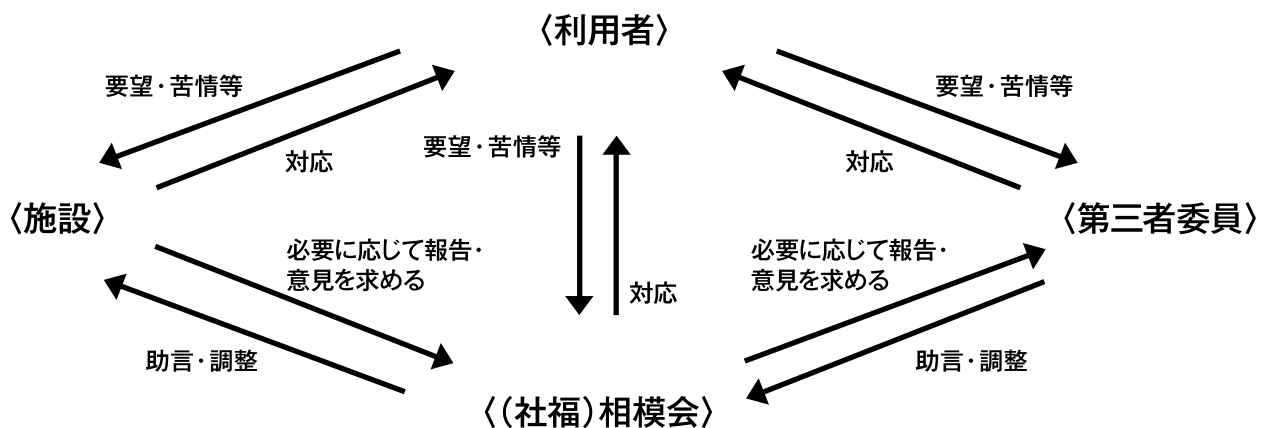 〈利用者〉
要望・苦情等
要望・苦情等
対応
要望・苦情等
対応
〈施設〉
〈第三者委員〉
必要に応じて報告・
意見を求める
必要に応じて報告・
意見を求める
対応
助言・調整
助言・調整
〈（社福）相模会〉